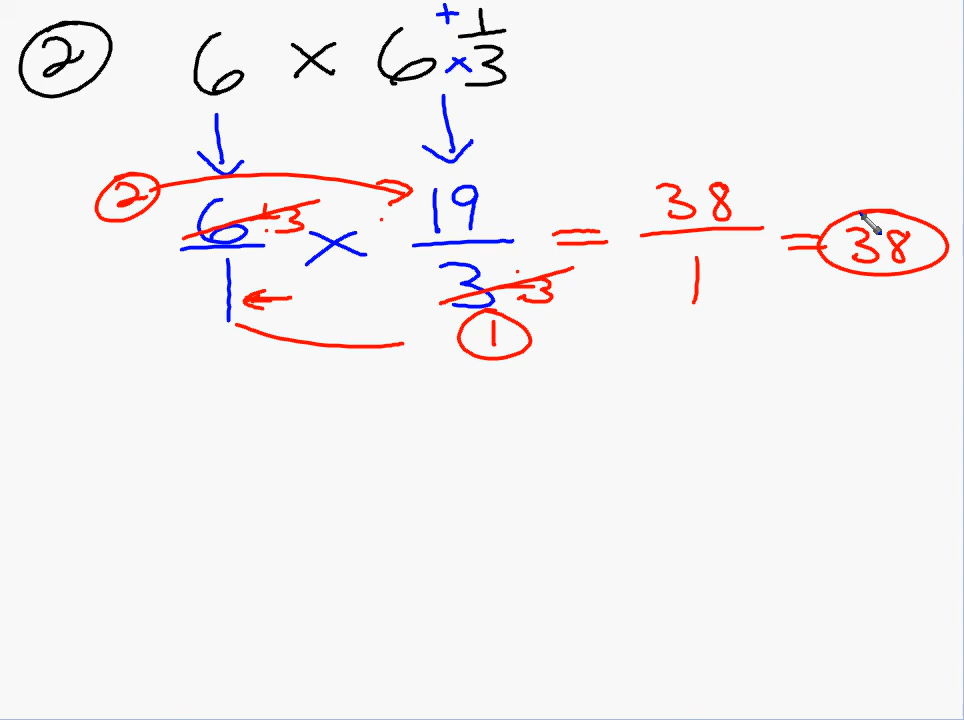 ② 6 × 6 + 1/3 ×
② 6/1 ÷3 × 19/3 ÷3 = 38/1 = 38
①